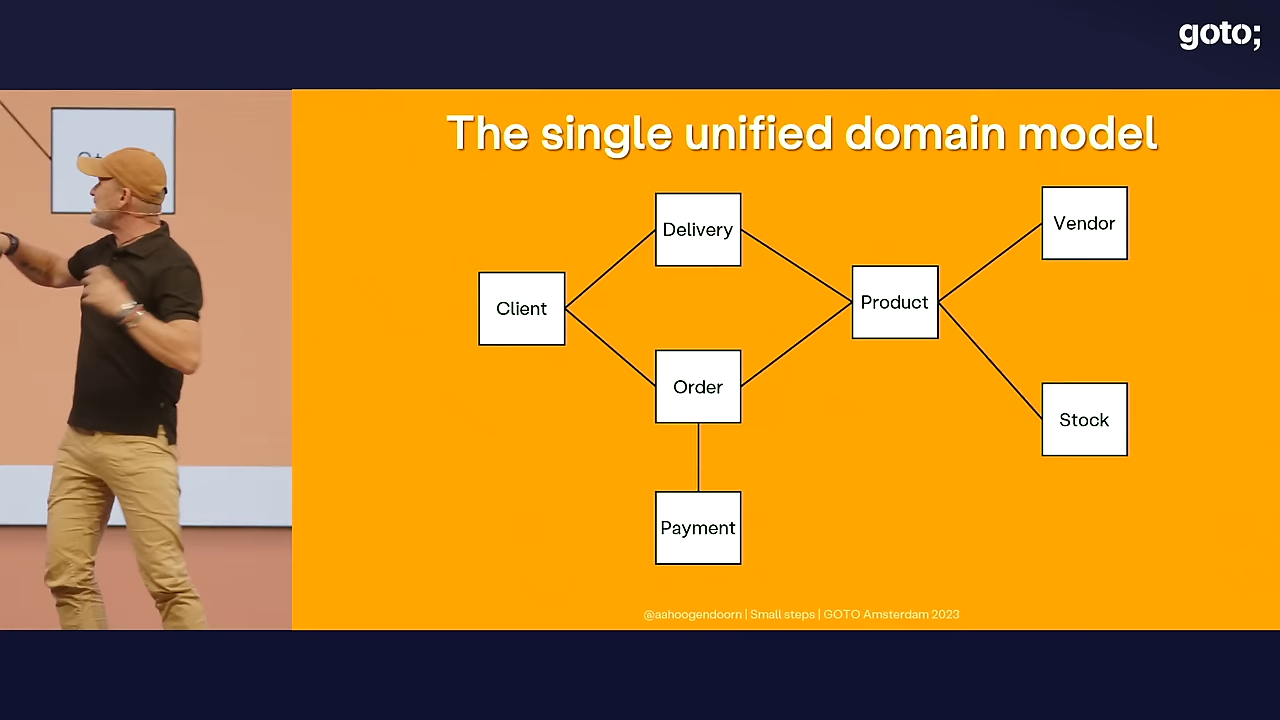 goto;
The single unified domain model
Delivery
Vendor
Client
Product
Order
Stock
Payment
@aahoogendoorn | Small steps | GOTO Amsterdam 2023